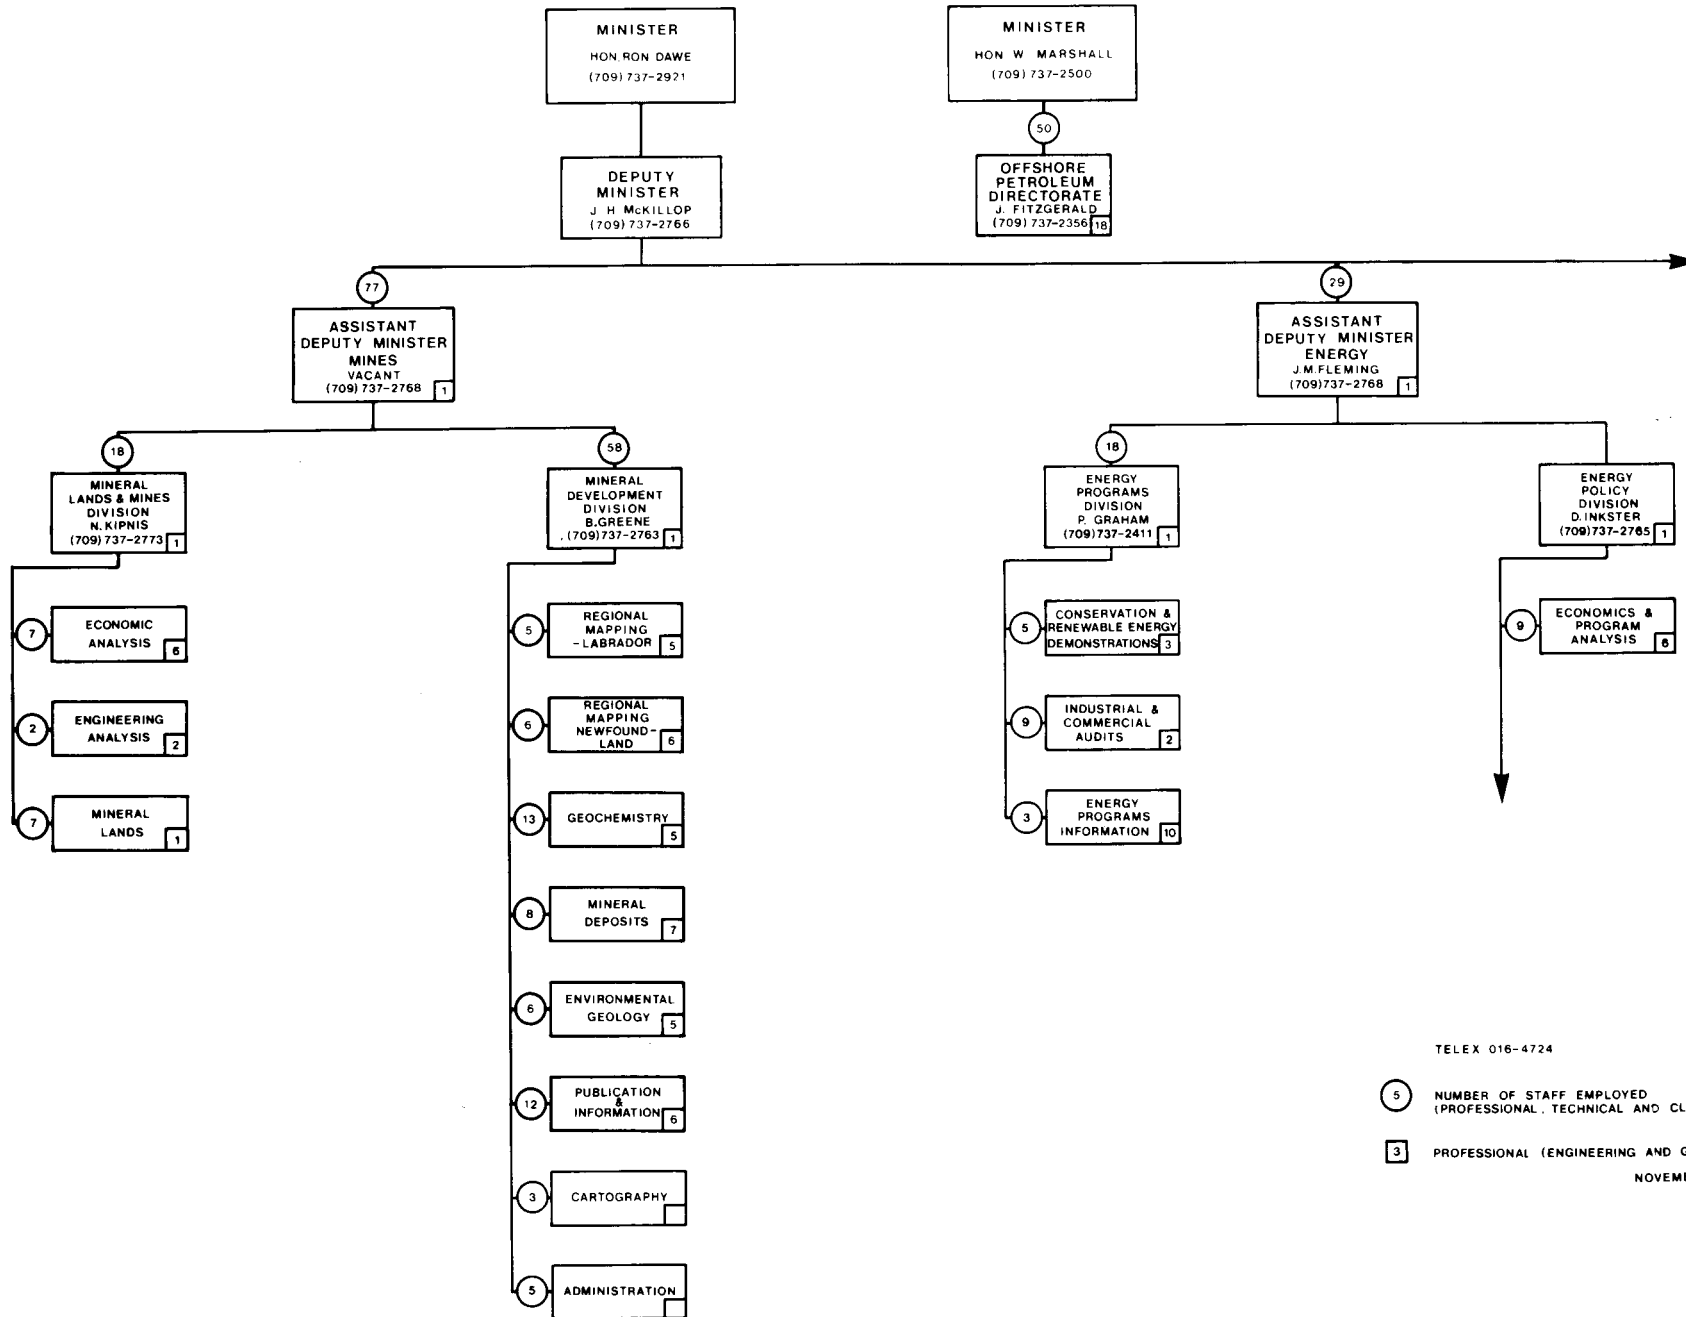 MINISTER
HON. RON DAWE
(709) 737-2921
MINISTER
HON W MARSHALL
(709) 737-2500
50
DEPUTY
MINISTER
J H McKILLOP
(709) 737-2766
OFFSHORE
PETROLEUM
DIRECTORATE
J. FITZGERALD
(709) 737-2356 18
77
ASSISTANT
DEPUTY MINISTER
MINES
VACANT
(709) 737-2768 1
29
ASSISTANT
DEPUTY MINISTER
ENERGY
J.M.FLEMING
(709)737-2768 1
18
MINERAL
LANDS & MINES
DIVISION
N. KIPNIS
(709) 737-2773 1
7
ECONOMIC
ANALYSIS 6
2
ENGINEERING
ANALYSIS 2
7
MINERAL
LANDS 1
58
MINERAL
DEVELOPMENT
DIVISION
B.GREENE
(709)737-2763 1
5
REGIONAL
MAPPING
-LABRADOR 5
6
REGIONAL
MAPPING
NEWFOUND-
LAND 6
13
GEOCHEMISTRY
5
8
MINERAL
DEPOSITS 7
6
ENVIRONMENTAL
GEOLOGY 5
12
PUBLICATION
&
INFORMATION 6
3
CARTOGRAPHY
5
ADMINISTRATION
18
ENERGY
PROGRAMS
DIVISION
P. GRAHAM
(709)737-2411 1
5
CONSERVATION &
RENEWABLE ENERGY
DEMONSTRATIONS 3
9
INDUSTRIAL &
COMMERCIAL
AUDITS 2
3
ENERGY
PROGRAMS
INFORMATION 10
ENERGY
POLICY
DIVISION
D. INKSTER
(709)737-2765 1
9
ECONOMICS &
PROGRAM
ANALYSIS 6
TELEX 016-4724
5 NUMBER OF STAFF EMPLOYED
(PROFESSIONAL, TECHNICAL AND CL
3 PROFESSIONAL (ENGINEERING AND G
NOVEME